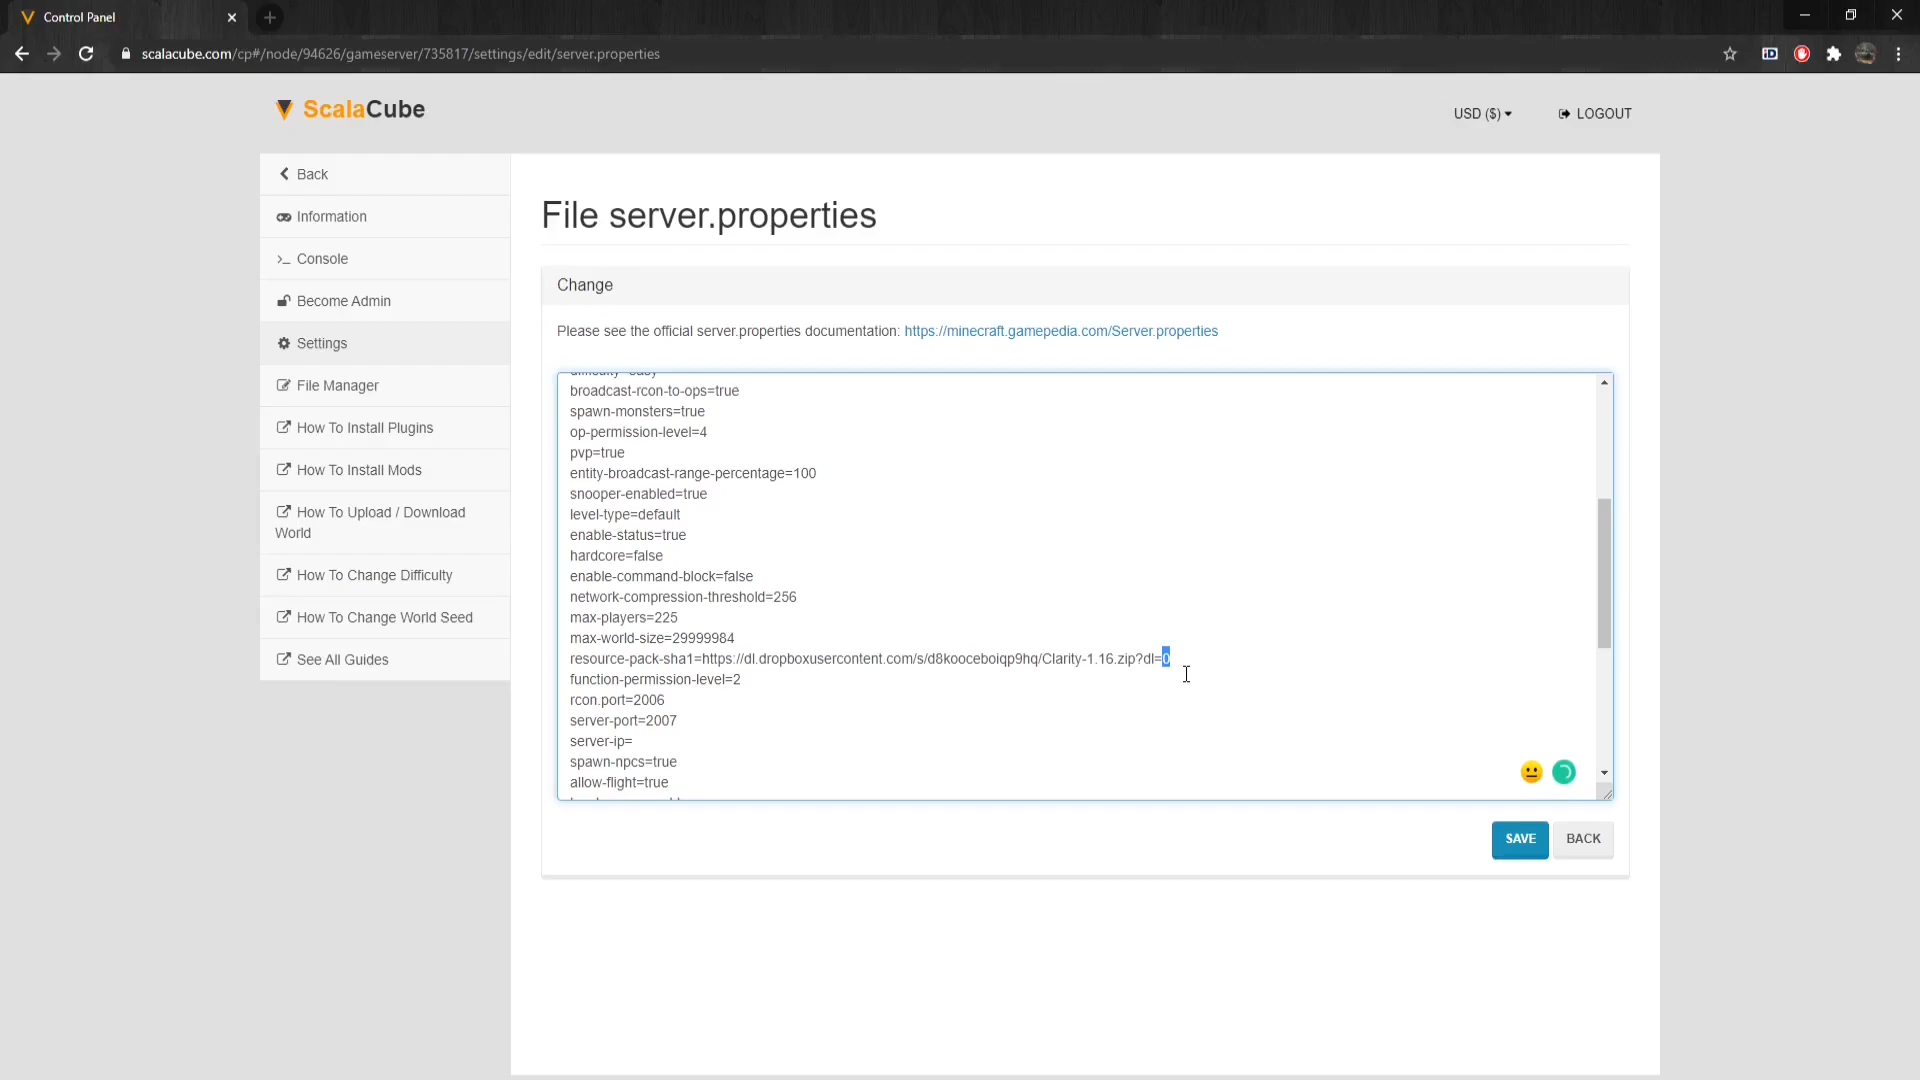 Control Panel
scalacube.com/cp#/node/94626/gameserver/735817/settings/edit/server.properties
ScalaCube
USD ($)
LOGOUT
Back
Information
Console
Become Admin
Settings
File Manager
How To Install Plugins
How To Install Mods
How To Upload / Download
World
How To Change Difficulty
How To Change World Seed
See All Guides
File server.properties
Change
Please see the official server.properties documentation: https://minecraft.gamepedia.com/Server.properties
difficulty=easy
broadcast-rcon-to-ops=true
spawn-monsters=true
op-permission-level=4
pvp=true
entity-broadcast-range-percentage=100
snooper-enabled=true
level-type=default
enable-status=true
hardcore=false
enable-command-block=false
network-compression-threshold=256
max-players=225
max-world-size=29999984
resource-pack-sha1=https://dl.dropboxusercontent.com/s/d8kooceboiqp9hq/Clarity-1.16.zip?dl=0
function-permission-level=2
rcon.port=2006
server-port=2007
server-ip=
spawn-npcs=true
allow-flight=true
SAVE
BACK